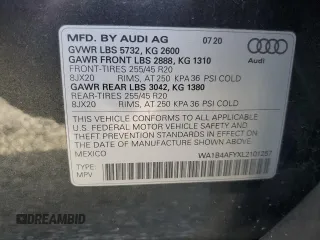 MFD. BY AUDI AG 07 20
GVWR LBS 5732, KG 2600
GAWR FRONT LBS 2888, KG 1310
FRONT-TIRES 255/45 R20
8JX20 RIMS, AT 250 KPA 36 PSI COLD
GAWR REAR LBS 3042, KG 1380
REAR-TIRES 255/45 R20
8JX20 RIMS, AT 250 KPA 36 PSI COLD
Audi
THIS VEHICLE CONFORMS TO ALL APPLICABLE
U.S. FEDERAL MOTOR VEHICLE SAFETY, BUMPER,
AND THEFT PREVENTION STANDARDS IN EFFECT
ON THE DATE OF MANUFACTURE SHOWN ABOVE.
MEXICO
TYPE:
MPV
DREAMBID